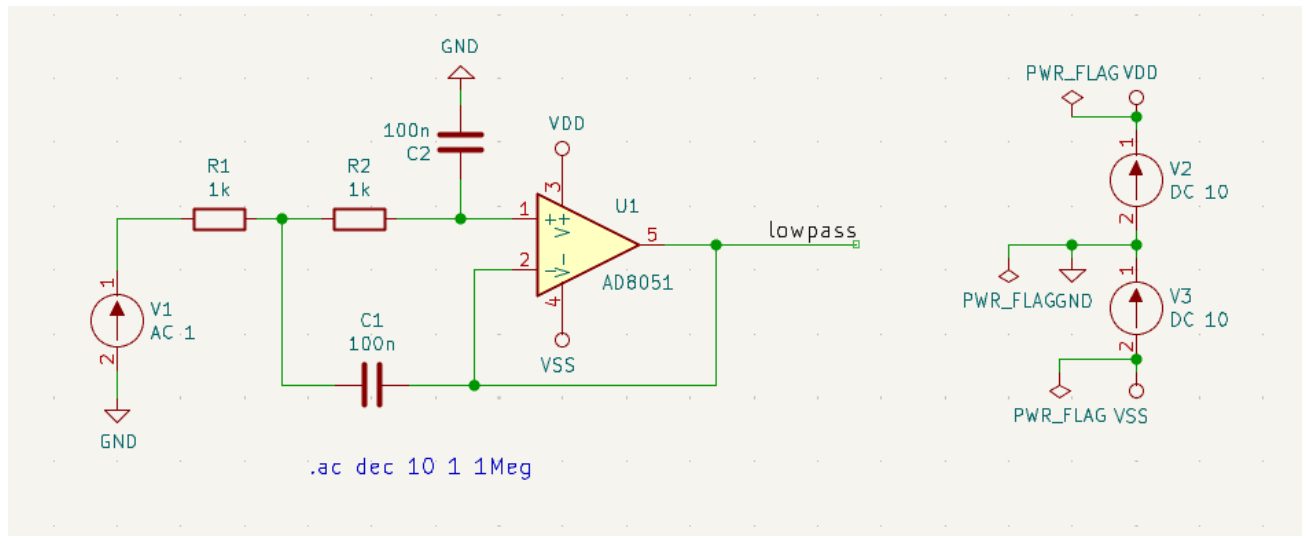 GND
PWR_FLAG VDD
100n
C2
VDD
3
R1
1k
R2
1k
1
V2
DC 10
2
1
+
V+
U1
5
lowpass
2
-
V-
AD8051
4
1
V1
AC 1
2
PWR_FLAG GND
1
V3
DC 10
2
C1
100n
VSS
GND
PWR_FLAG VSS
.ac dec 10 1 1Meg